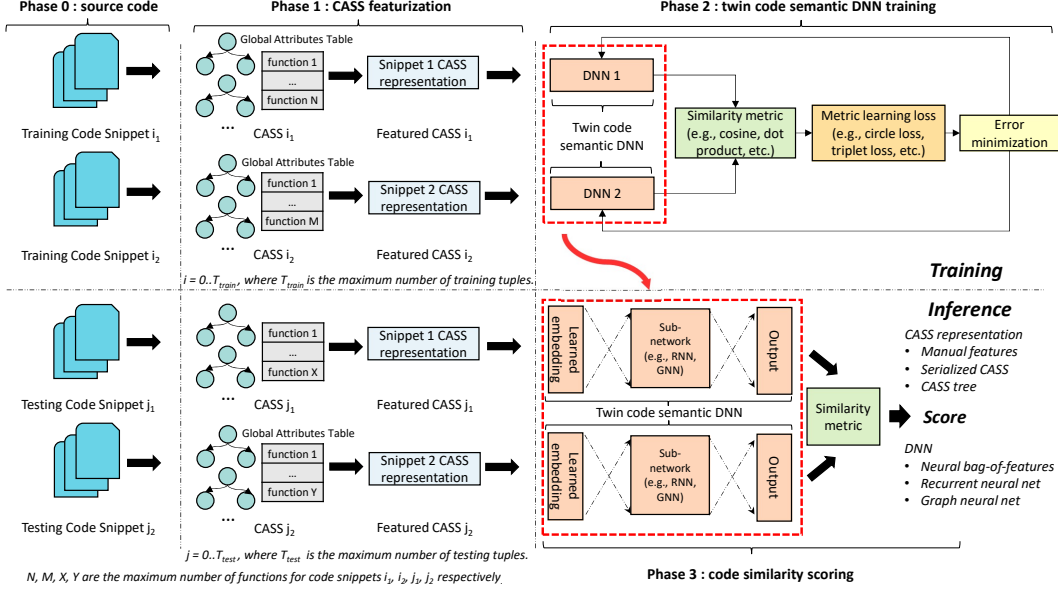 Phase 0 : source code
Phase 1 : CASS featurization
Phase 2 : twin code semantic DNN training
Training Code Snippet i1
Global Attributes Table
function 1
...
function N
...
CASS i1
Snippet 1 CASS
representation
Featured CASS i1
Training Code Snippet i2
Global Attributes Table
function 1
...
function M
...
CASS i2
Snippet 2 CASS
representation
Featured CASS i2
i = 0..Ttrain, where Ttrain is the maximum number of training tuples.
DNN 1
Twin code
semantic DNN
DNN 2
Similarity metric
(e.g., cosine, dot
product, etc.)
Metric learning loss
(e.g., circle loss,
triplet loss, etc.)
Error
minimization
Training
Inference
Testing Code Snippet j1
function 1
...
function X
...
CASS j1
Snippet 1 CASS
representation
Featured CASS j1
Testing Code Snippet j2
Global Attributes Table
function 1
...
function Y
...
CASS j2
Snippet 2 CASS
representation
Featured CASS j2
j = 0..Ttest, where Ttest is the maximum number of testing tuples.
N, M, X, Y are the maximum number of functions for code snippets i1, i2, j1, j2 respectively
Learned
embedding
Sub-
network
(e.g., RNN,
GNN)
Output
Twin code semantic DNN
Learned
embedding
Sub-
network
(e.g., RNN,
GNN)
Output
Similarity
metric
CASS representation
• Manual features
• Serialized CASS
• CASS tree
Score
DNN
• Neural bag-of-features
• Recurrent neural net
• Graph neural net
Phase 3 : code similarity scoring